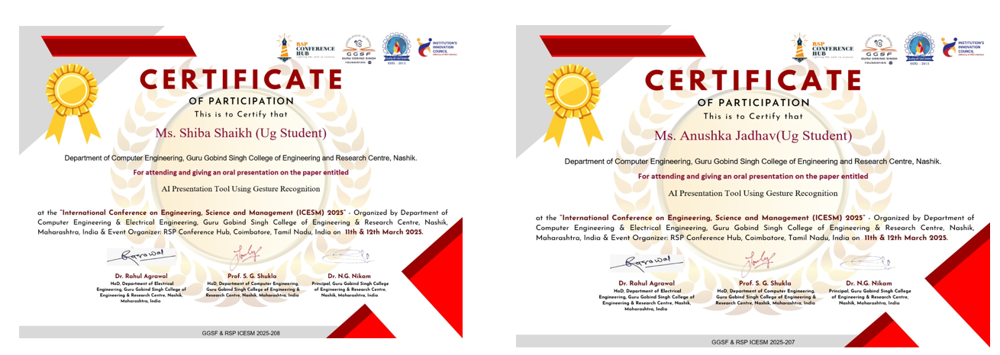 RSP
CONFERENCE
HUB
GGSF
GURU GOBIND SINGH
FOUNDATION
INSTITUTION'S
INNOVATION
COUNCIL
CERTIFICATE
OF PARTICIPATION
This is to Certify that
Ms. Shiba Shaikh (Ug Student)
Department of Computer Engineering, Guru Gobind Singh College of Engineering and Research Centre, Nashik.
For attending and giving an oral presentation on the paper entitled
AI Presentation Tool Using Gesture Recognition
at the "International Conference on Engineering, Science and Management (ICESM) 2025" - Organized by Department of
Computer Engineering & Electrical Engineering, Guru Gobind Singh College of Engineering & Research Centre, Nashik,
Maharashtra, India & Event Organizer: RSP Conference Hub, Coimbatore, Tamil Nadu, India on 11th & 12th March 2025.
Dr. Rahul Agrawal
HoD, Department of Electrical
Engineering, Guru Gobind Singh College of
Engineering & Research Centre, Nashik,
Maharashtra, India
Prof. S. G. Shukla
HoD, Department of Computer Engineering,
Guru Gobind Singh College of Engineering &
Research Centre, Nashik, Maharashtra, India
Dr. N.G. Nikam
Principal, Guru Gobind Singh College
of Engineering & Research Centre,
Nashik, Maharashtra, India
GGSF & RSP ICESM 2025-208
RSP
CONFERENCE
HUB
GGSF
GURU GOBIND SINGH
FOUNDATION
INSTITUTION'S
INNOVATION
COUNCIL
CERTIFICATE
OF PARTICIPATION
This is to Certify that
Ms. Anushka Jadhav(Ug Student)
Department of Computer Engineering, Guru Gobind Singh College of Engineering and Research Centre, Nashik.
For attending and giving an oral presentation on the paper entitled
AI Presentation Tool Using Gesture Recognition
at the "International Conference on Engineering, Science and Management (ICESM) 2025" - Organized by Department of
Computer Engineering & Electrical Engineering, Guru Gobind Singh College of Engineering & Research Centre, Nashik,
Maharashtra, India & Event Organizer: RSP Conference Hub, Coimbatore, Tamil Nadu, India on 11th & 12th March 2025.
Dr. Rahul Agrawal
HoD, Department of Electrical
Engineering, Guru Gobind Singh College of
Engineering & Research Centre, Nashik,
Maharashtra, India
Prof. S. G. Shukla
HoD, Department of Computer Engineering,
Guru Gobind Singh College of Engineering &
Research Centre, Nashik, Maharashtra, India
Dr. N.G. Nikam
Principal, Guru Gobind Singh College
of Engineering & Research Centre,
Nashik, Maharashtra, India
GGSF & RSP ICESM 2025-207